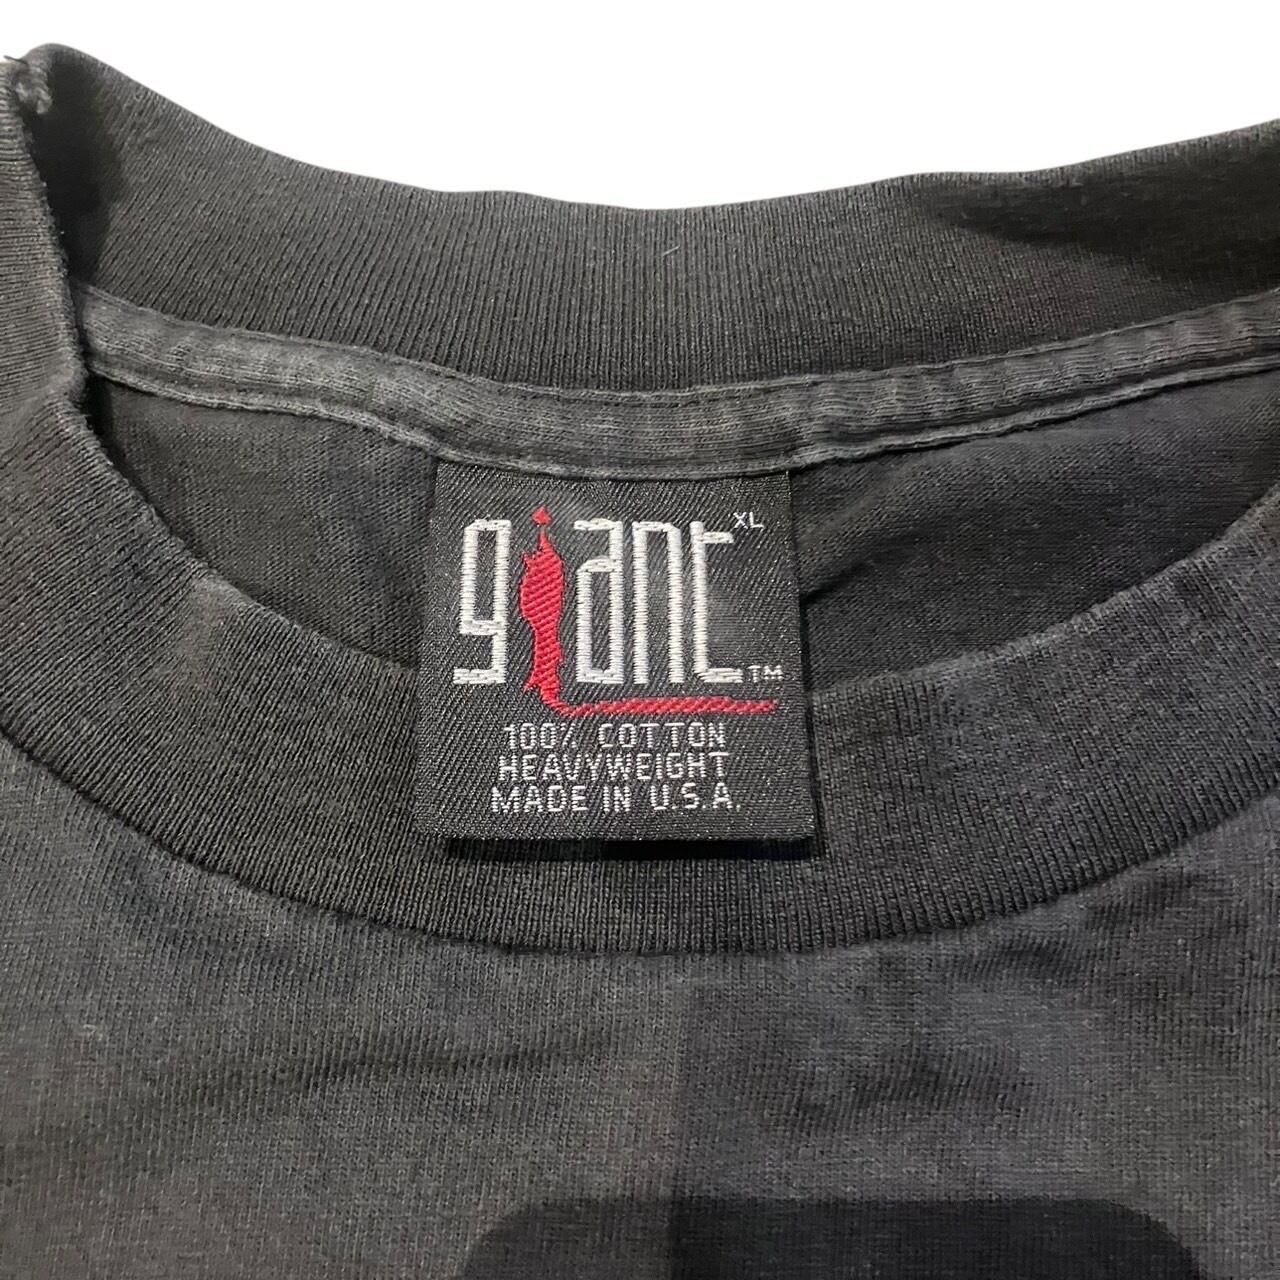 giant XL
TM
100% COTTON
HEAVYWEIGHT
MADE IN U.S.A.